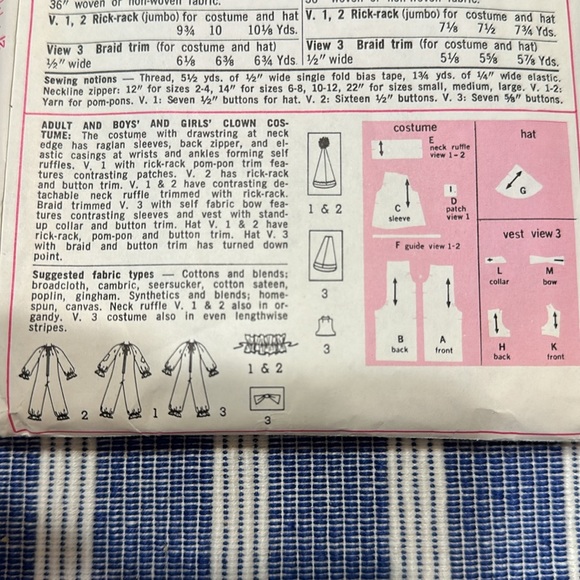 36" woven or non-woven fabric.
V. 1, 2 Rick-rack (jumbo) for costume and hat
9¾ 10 10⅛ Yds.
View 3 Braid trim (for costume and hat)
½" wide 6⅛ 6⅜ 6¾ Yds.
V. 1, 2 Rick-rack (jumbo) for costume and hat
7⅛ 7½ 7¾ Yds.
View 3 Braid trim (for costume and hat)
½" wide 5⅛ 5⅝ 5⅞ Yds.
Sewing notions — Thread, 5½ yds. of ½" wide single fold bias tape, 1¾ yds. of ¼" wide elastic.
Neckline zipper: 12" for sizes 2-4, 14" for sizes 6-8, 10-12, 22" for sizes small, medium, large. V. 1-2:
Yarn for pom-pons. V. 1: Seven ½" buttons for hat. V. 2: Sixteen ½" buttons. V. 3: Seven ⅝" buttons.
ADULT AND BOYS' AND GIRLS' CLOWN COS-
TUME: The costume with drawstring at neck
edge has raglan sleeves, back zipper, and el-
astic casings at wrists and ankles forming self
ruffles. V. 1 with rick-rack pom-pon trim fea-
tures contrasting patches. V. 2 has rick-rack
and button trim. V. 1 & 2 have contrasting de-
tachable neck ruffle trimmed with rick-rack.
Braid trimmed V. 3 with self fabric bow fea-
tures contrasting sleeves and vest with stand-
up collar and button trim. Hat V. 1 & 2 have
rick-rack, pom-pon and button trim. Hat V. 3
with braid and button trim has turned down
point.
Suggested fabric types — Cottons and blends;
broadcloth, cambric, seersucker, cotton sateen,
poplin, gingham. Synthetics and blends; home-
spun, canvas. Neck ruffle V. 1 & 2 also in or-
gandy. V. 3 costume also in even lengthwise
stripes.
2
1
3
1 & 2
3
1 & 2
3
3
costume
E
neck ruffle
view 1-2
C
sleeve
D
patch
view 1
F guide view 1-2
B
back
A
front
hat
G
vest view 3
L
collar
M
bow
H
back
K
front